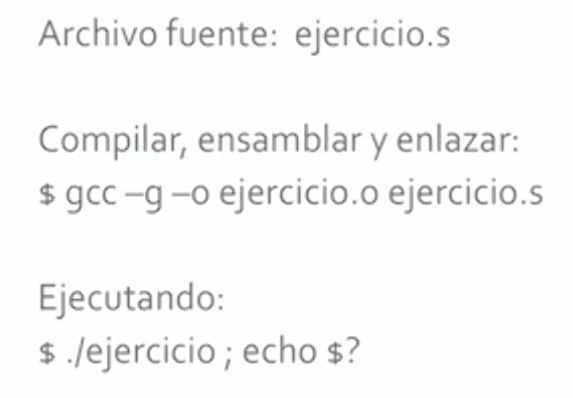 Archivo fuente: ejercicio.s
Compilar, ensamblar y enlazar:
$ gcc –g –o ejercicio.o ejercicio.s
Ejecutando:
$ ./ejercicio ; echo $?